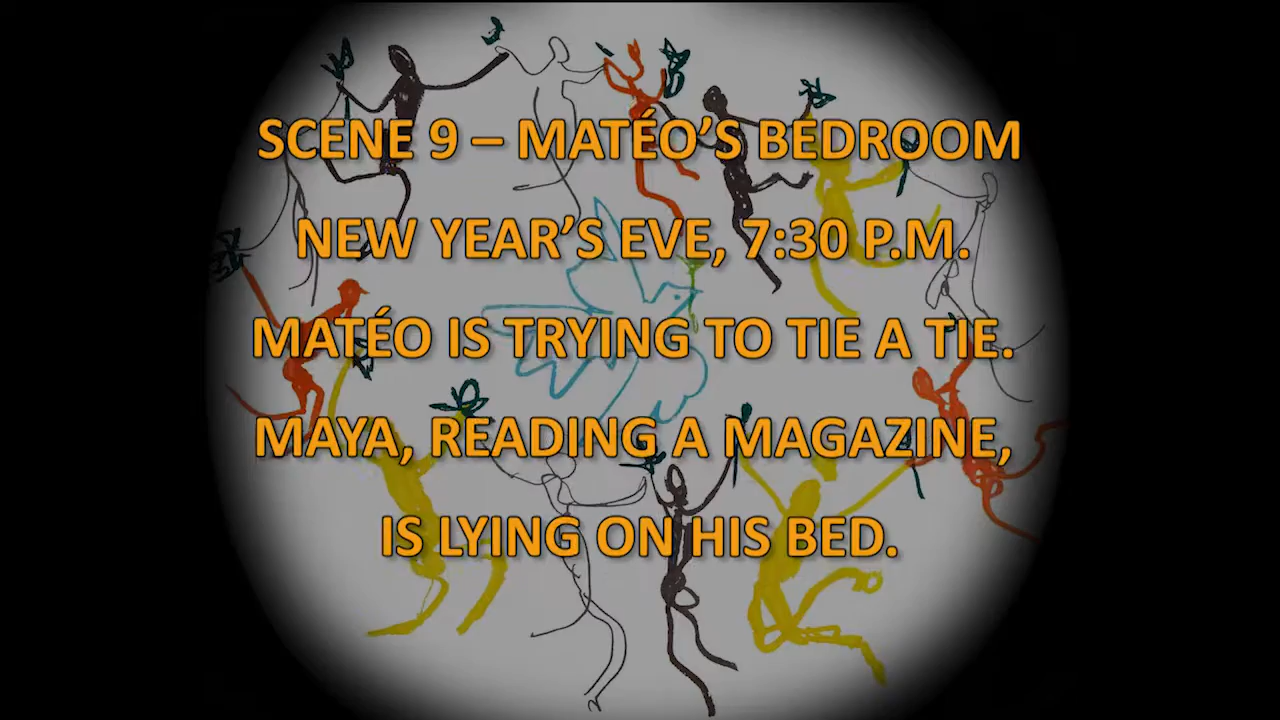 SCENE 9 – MATÉO’S BEDROOM
NEW YEAR’S EVE, 7:30 P.M.
MATÉO IS TRYING TO TIE A TIE.
MAYA, READING A MAGAZINE,
IS LYING ON HIS BED.